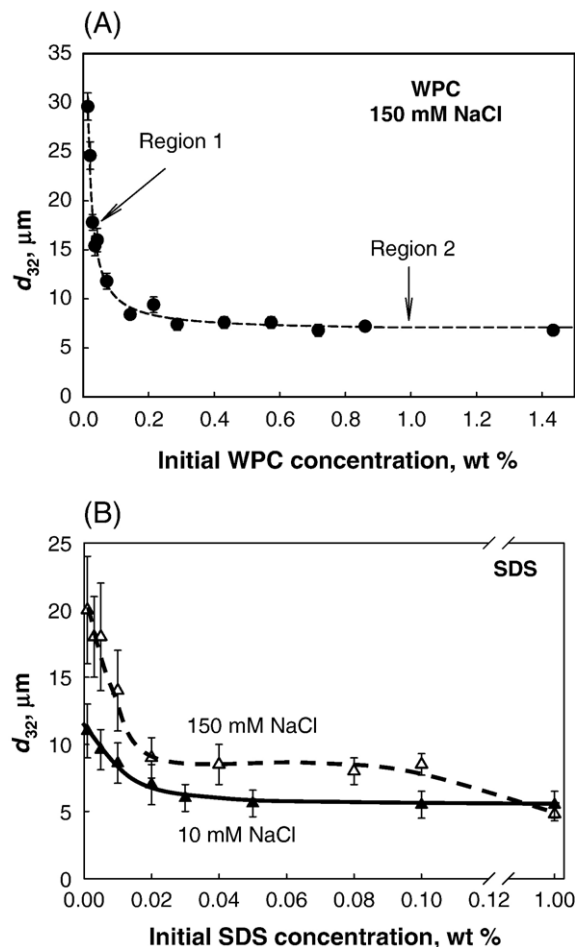 (A)
WPC
150 mM NaCl
Region 1
Region 2
d32, μm
35
30
25
20
15
10
5
0
0.0 0.2 0.4 0.6 0.8 1.0 1.2 1.4
Initial WPC concentration, wt %
(B)
SDS
150 mM NaCl
10 mM NaCl
d32, μm
25
20
15
10
5
0
0.00 0.02 0.04 0.06 0.08 0.10 0.12 1.00
Initial SDS concentration, wt %